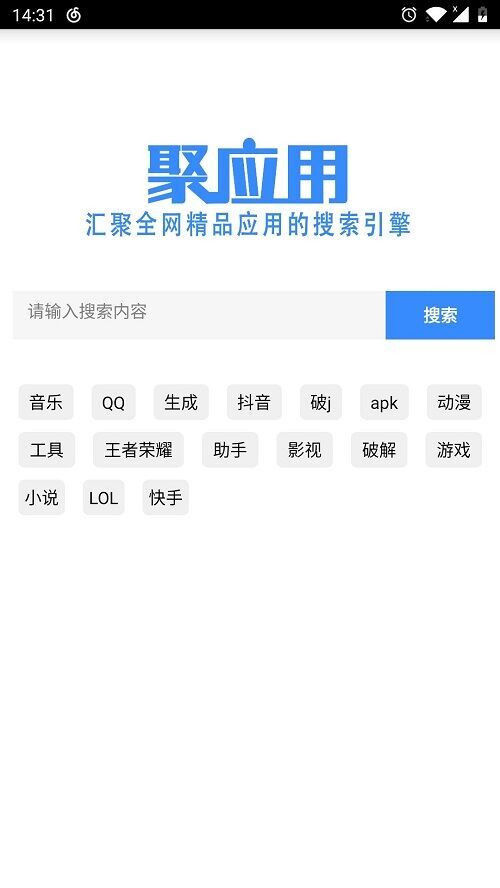 14:31
聚应用
汇聚全网精品应用的搜索引擎
请输入搜索内容 搜索
音乐 QQ 生成 抖音 破j apk 动漫
工具 王者荣耀 助手 影视 破解 游戏
小说 LOL 快手